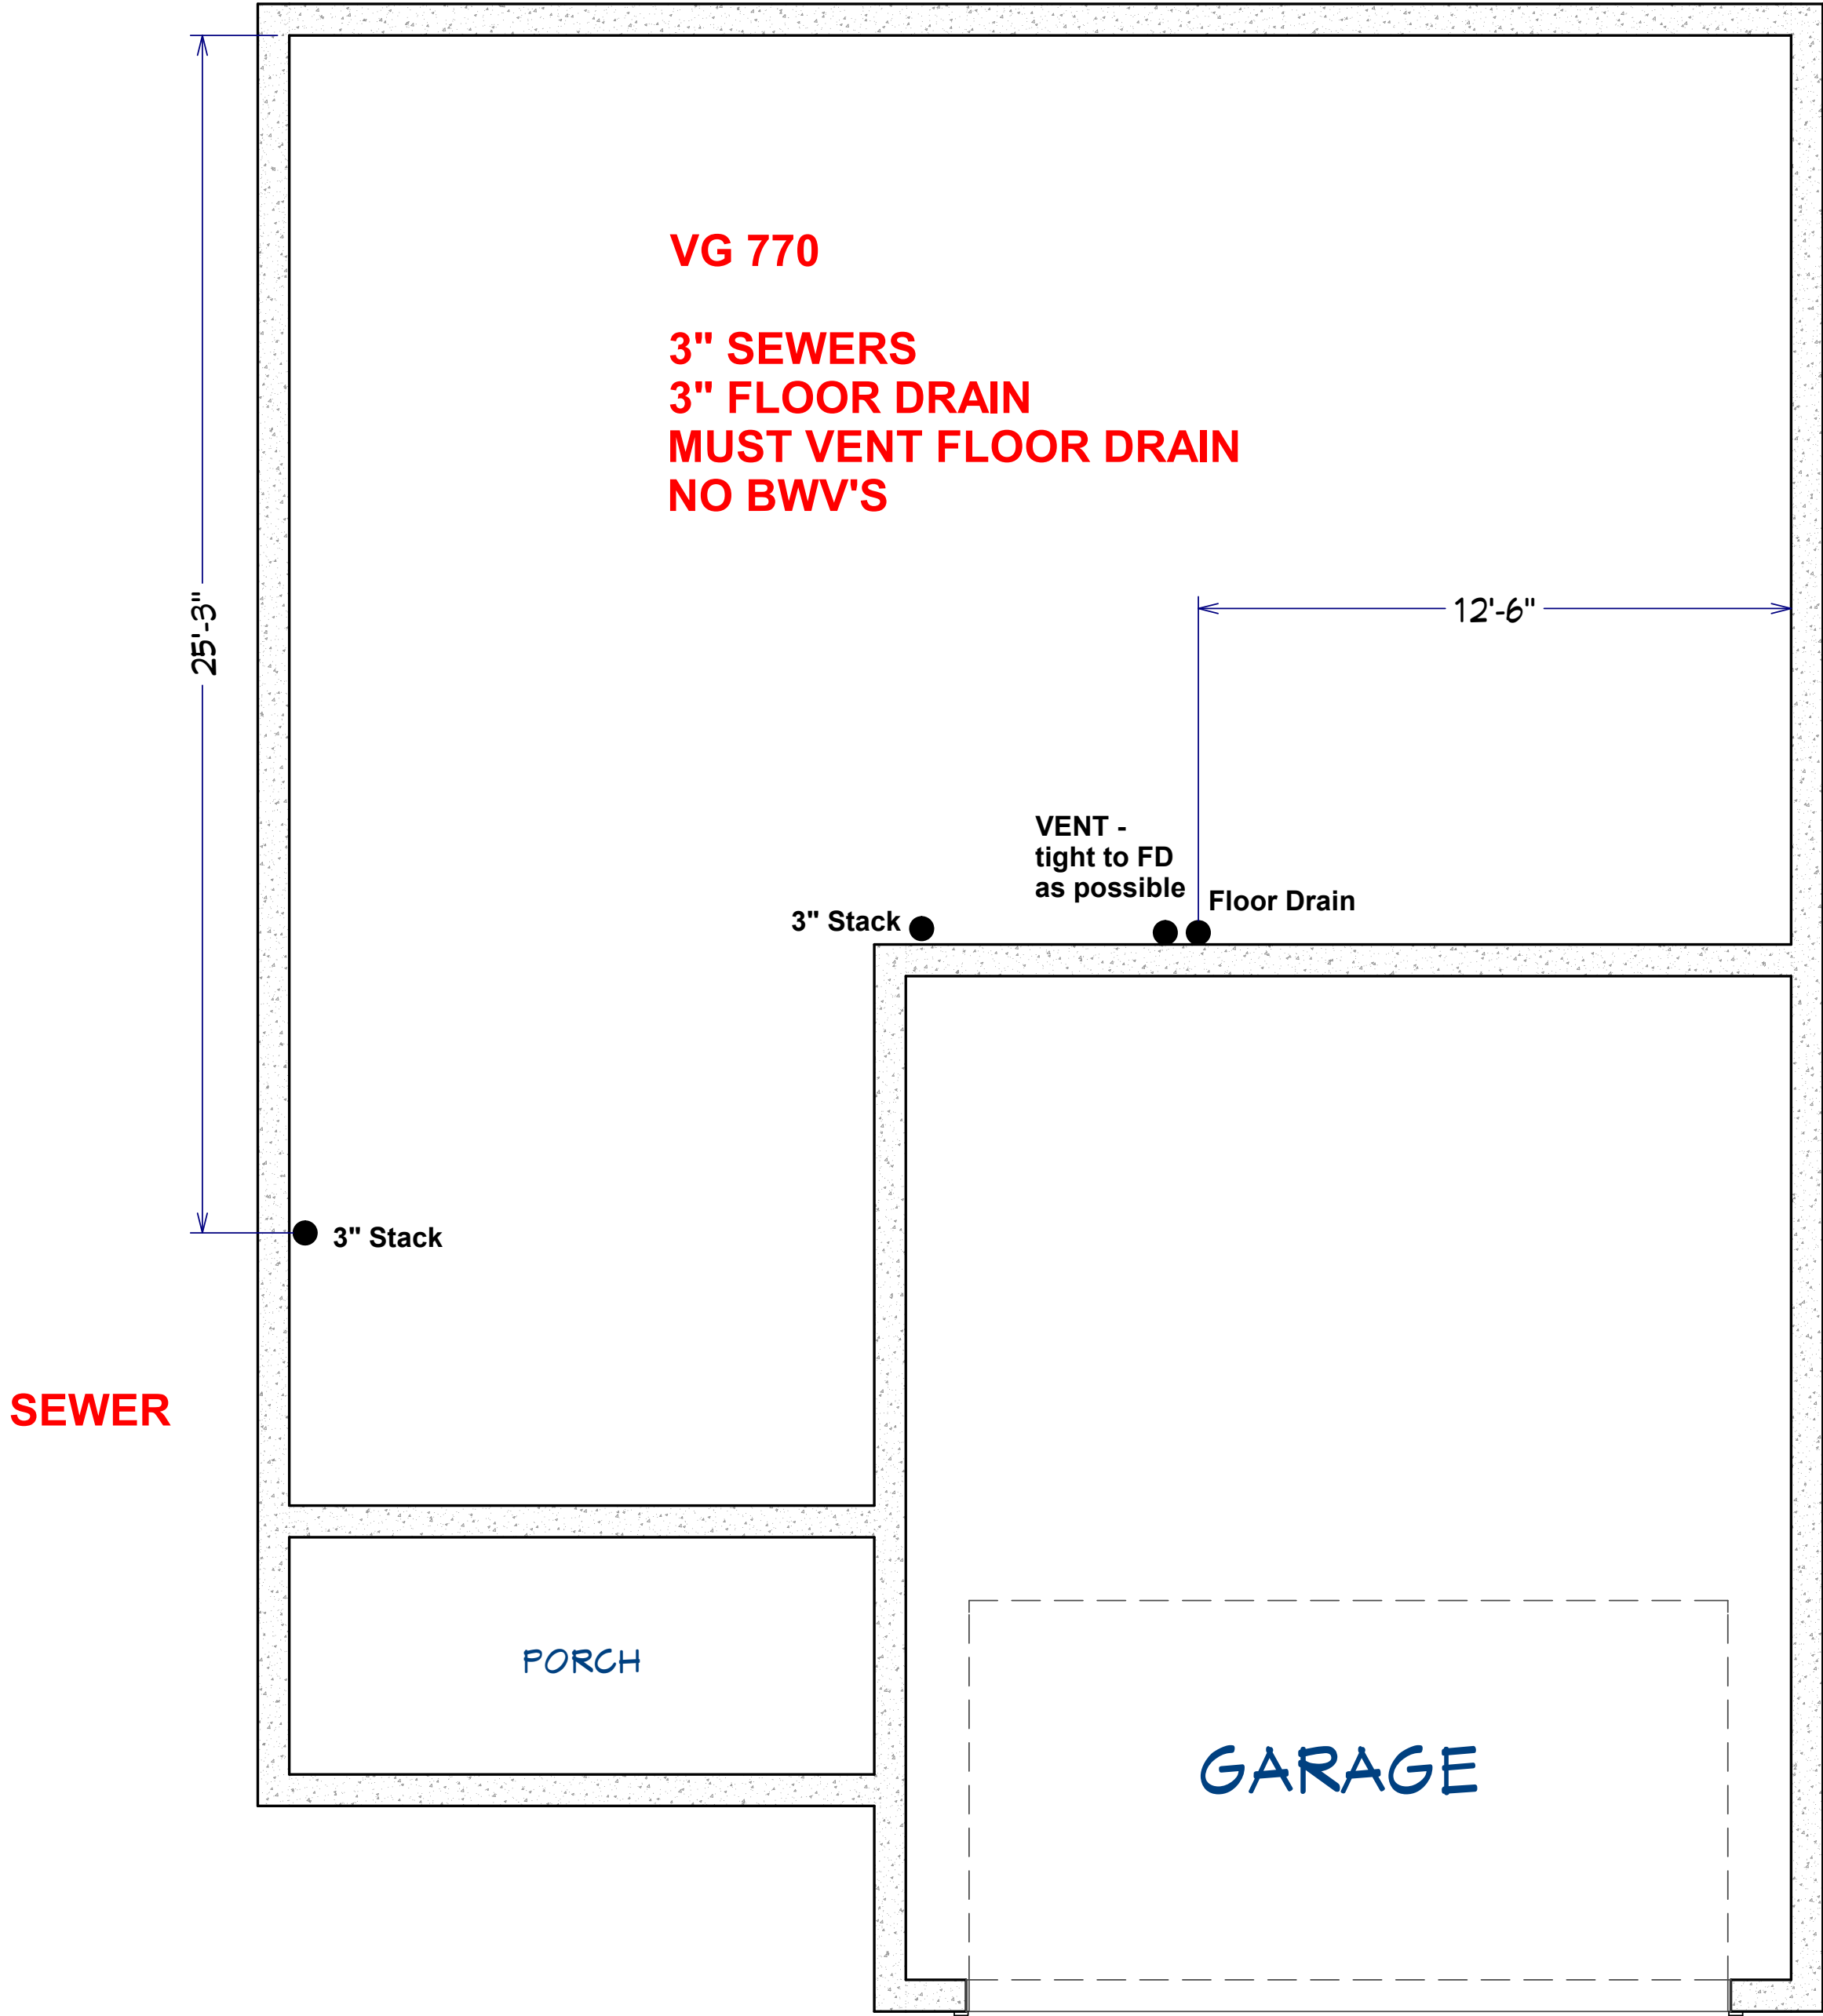 VG 770
3" SEWERS
3" FLOOR DRAIN
MUST VENT FLOOR DRAIN
NO BWV'S
25'-3"
12'-6"
VENT -
tight to FD
as possible
Floor Drain
3" Stack
3" Stack
SEWER
PORCH
GARAGE